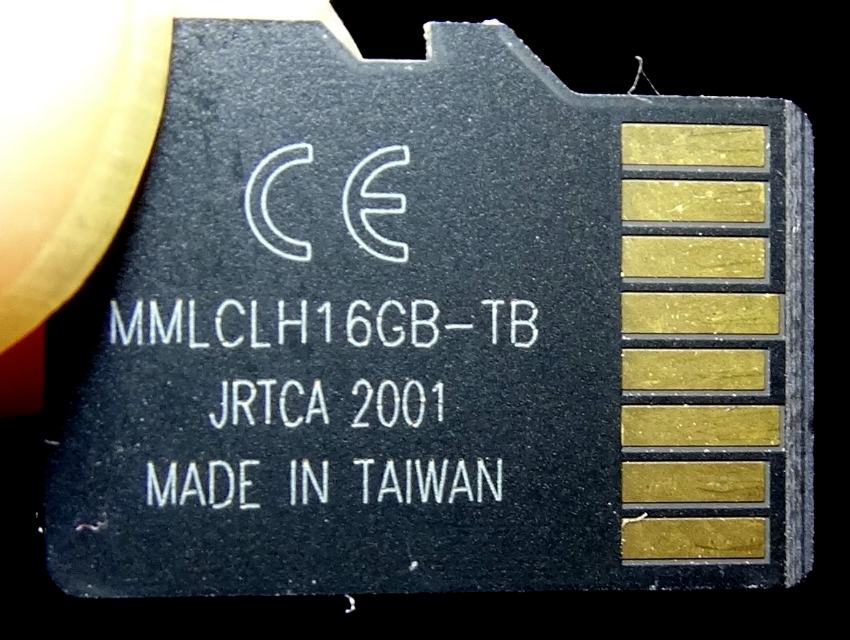 CE
MMLCLH16GB-TB
JRTCA 2001
MADE IN TAIWAN